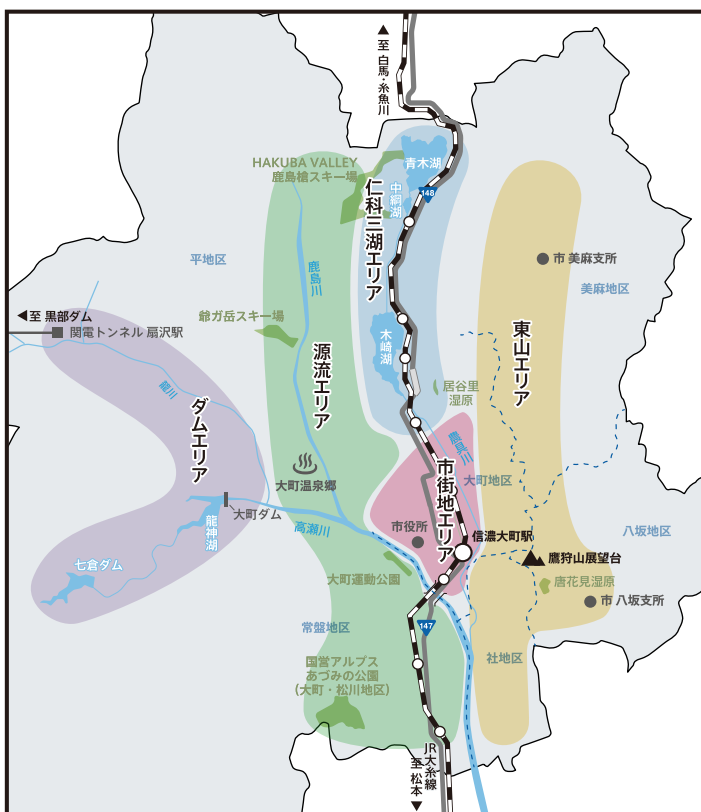 ▲至 白馬・糸魚川
HAKUBA VALLEY
鹿島槍スキー場
青木湖
仁科三湖エリア
中綱湖
148
平地区
鹿島川
市 美麻支所
美麻地区
◀至 黒部ダム
関電トンネル 扇沢駅
爺ガ岳スキー場
源流エリア
木崎湖
東山エリア
居谷里
湿原
籠川
ダムエリア
農具川
市街地エリア
大町地区
大町温泉郷
大町ダム
龍神湖
高瀬川
市役所
信濃大町駅
八坂地区
七倉ダム
大町運動公園
鷹狩山展望台
唐花見湿原
市 八坂支所
常盤地区
147
社地区
国営アルプス
あづみの公園
(大町・松川地区)
JR大糸線
至 松本▼